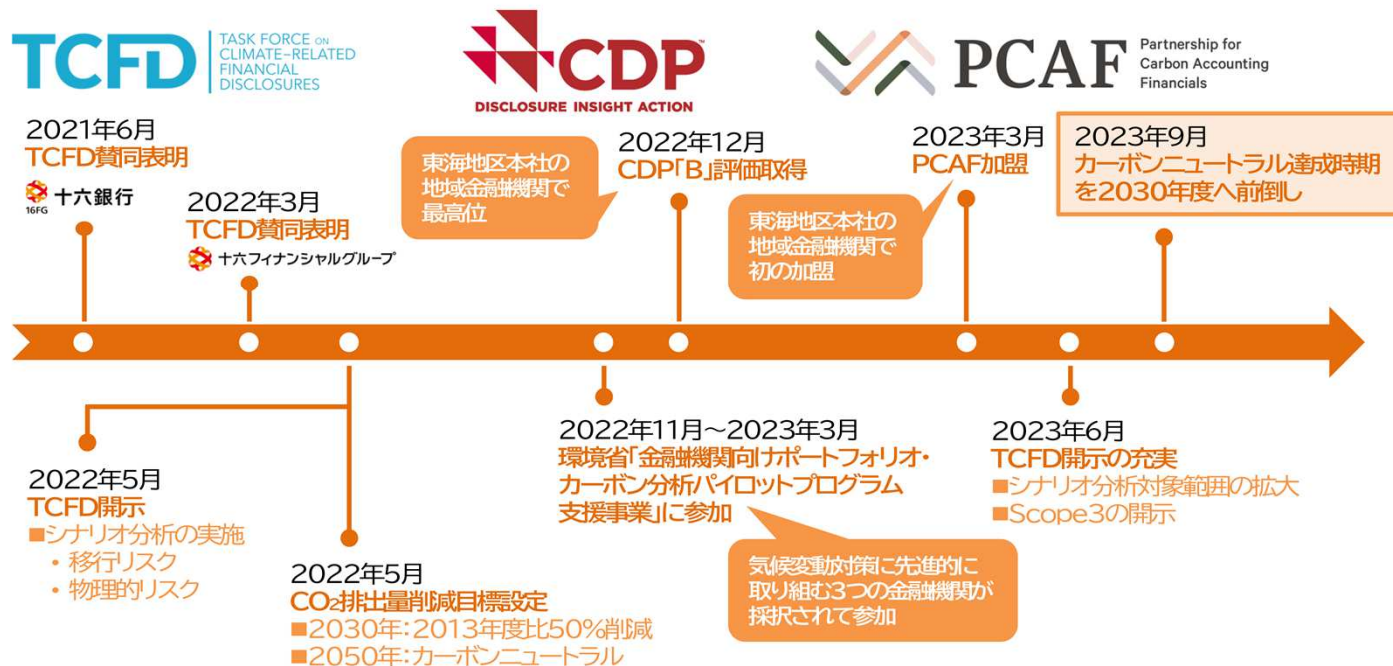 TCFD
TASK FORCE ON
CLIMATE-RELATED
FINANCIAL
DISCLOSURES
CDP™
DISCLOSURE INSIGHT ACTION
PCAF
Partnership for
Carbon Accounting
Financials
2021年6月
TCFD賛同表明
16FG
十六銀行
2022年3月
TCFD賛同表明
十六フィナンシャルグループ
東海地区本社の
地域金融機関で
最高位
2022年12月
CDP「B」評価取得
東海地区本社の
地域金融機関で
初の加盟
2023年3月
PCAF加盟
2023年9月
カーボンニュートラル達成時期
を2030年度へ前倒し
2022年5月
TCFD開示
■シナリオ分析の実施
・ 移行リスク
・ 物理的リスク
2022年5月
CO₂排出量削減目標設定
■2030年：2013年度比50%削減
■2050年：カーボンニュートラル
2022年11月～2023年3月
環境省「金融機関向けポートフォリオ・
カーボン分析パイロットプログラム
支援事業」に参加
気候変動対策に先進的に
取り組む3つの金融機関が
採択されて参加
2023年6月
TCFD開示の充実
■シナリオ分析対象範囲の拡大
■Scope3の開示